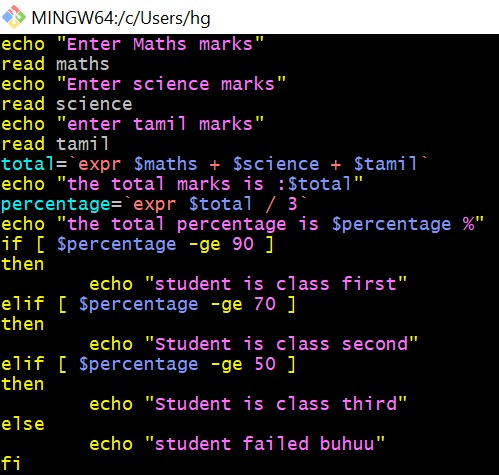 MINGW64:/c/Users/hg
echo "Enter Maths marks"
read maths
echo "Enter science marks"
read science
echo "enter tamil marks"
read tamil
total=`expr $maths + $science + $tamil`
echo "the total marks is :$total"
percentage=`expr $total / 3`
echo "the total percentage is $percentage %"
if [ $percentage -ge 90 ]
then
        echo "student is class first"
elif [ $percentage -ge 70 ]
then
        echo "Student is class second"
elif [ $percentage -ge 50 ]
then
        echo "Student is class third"
else
        echo "student failed buhuu"
fi